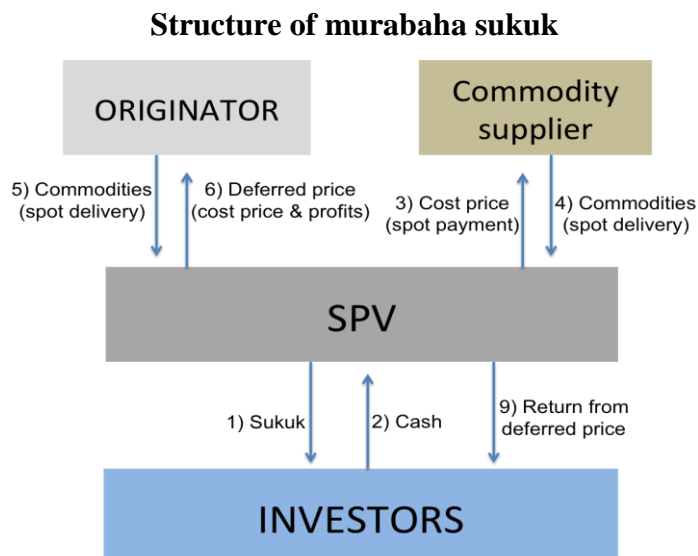 Structure of murabaha sukuk
ORIGINATOR
Commodity
supplier
5) Commodities
(spot delivery)
6) Deferred price
(cost price & profits)
3) Cost price
(spot payment)
4) Commodities
(spot delivery)
SPV
1) Sukuk
2) Cash
9) Return from
deferred price
INVESTORS